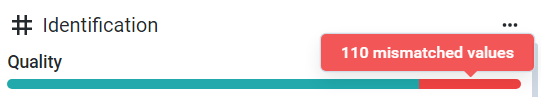 # Identification ...
110 mismatched values
Quality